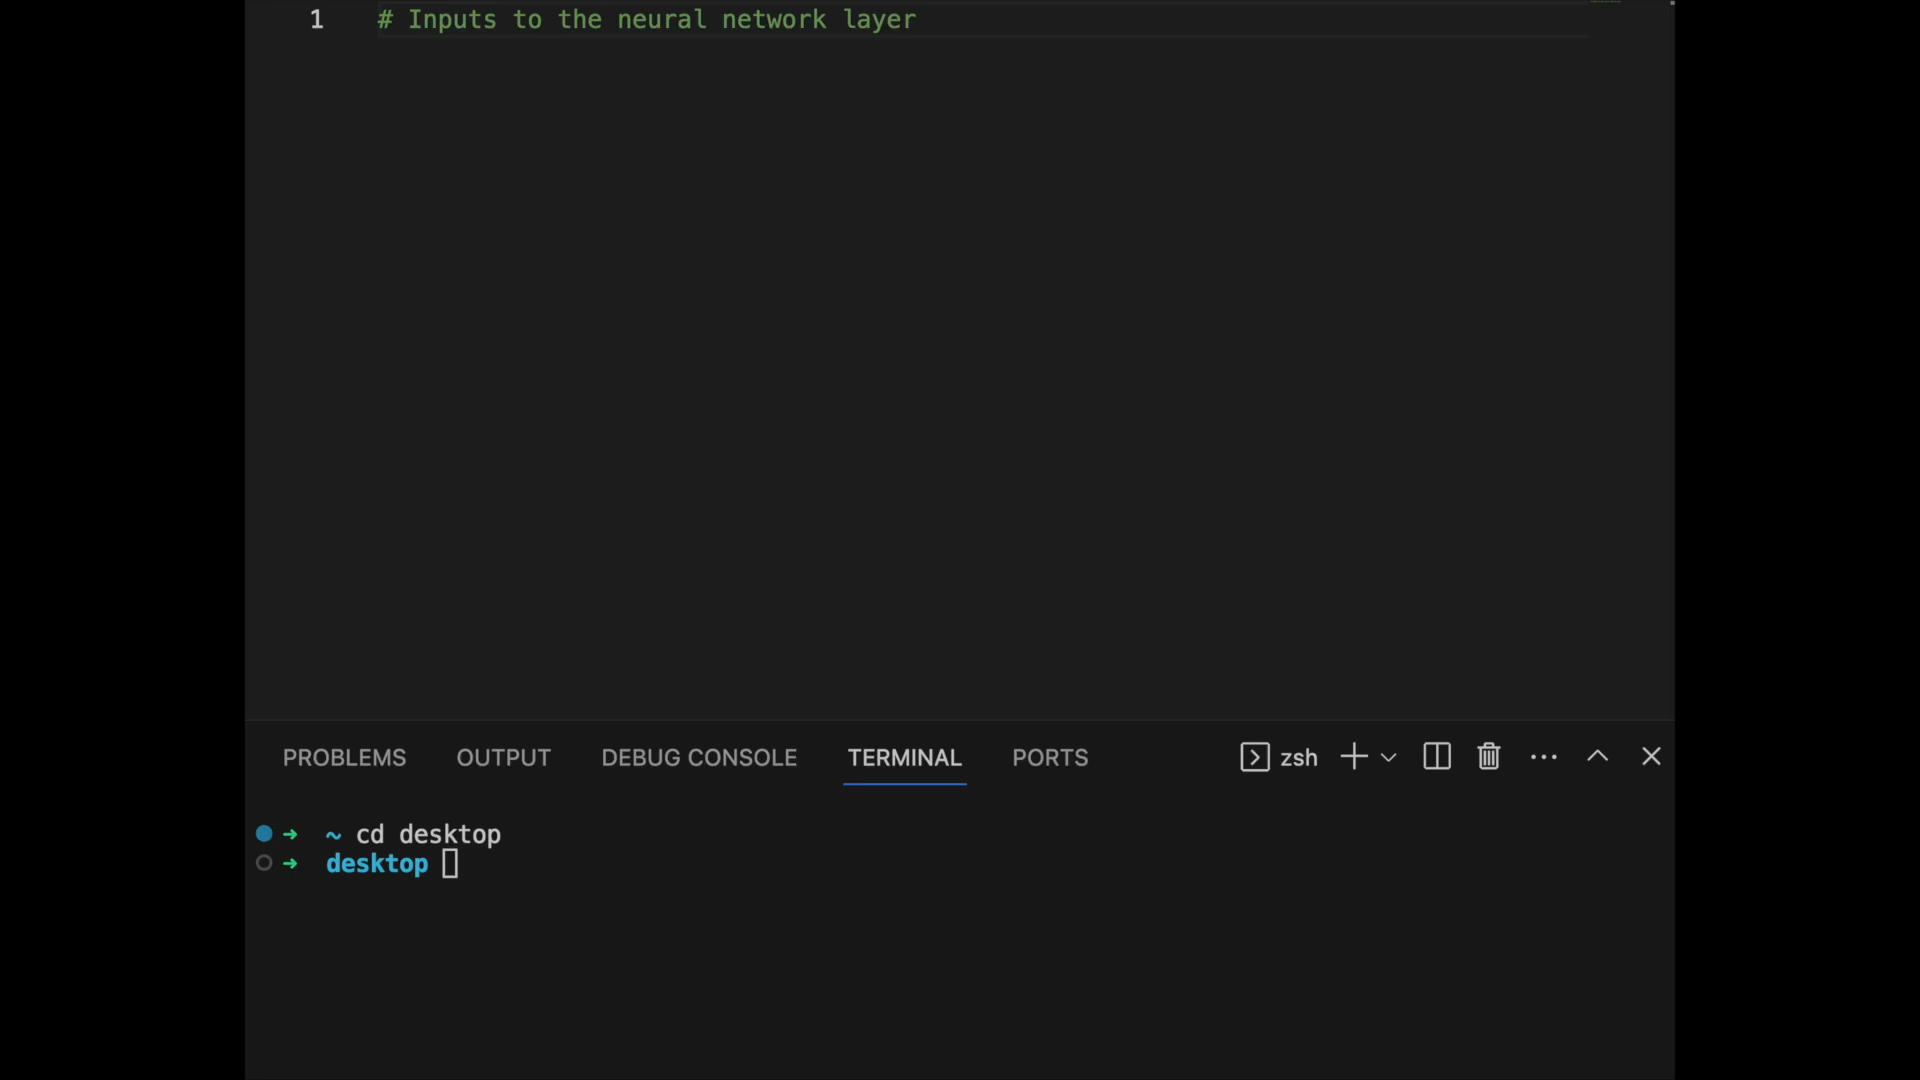 1 # Inputs to the neural network layer
PROBLEMS OUTPUT DEBUG CONSOLE TERMINAL PORTS zsh
➜ ~ cd desktop
➜ desktop